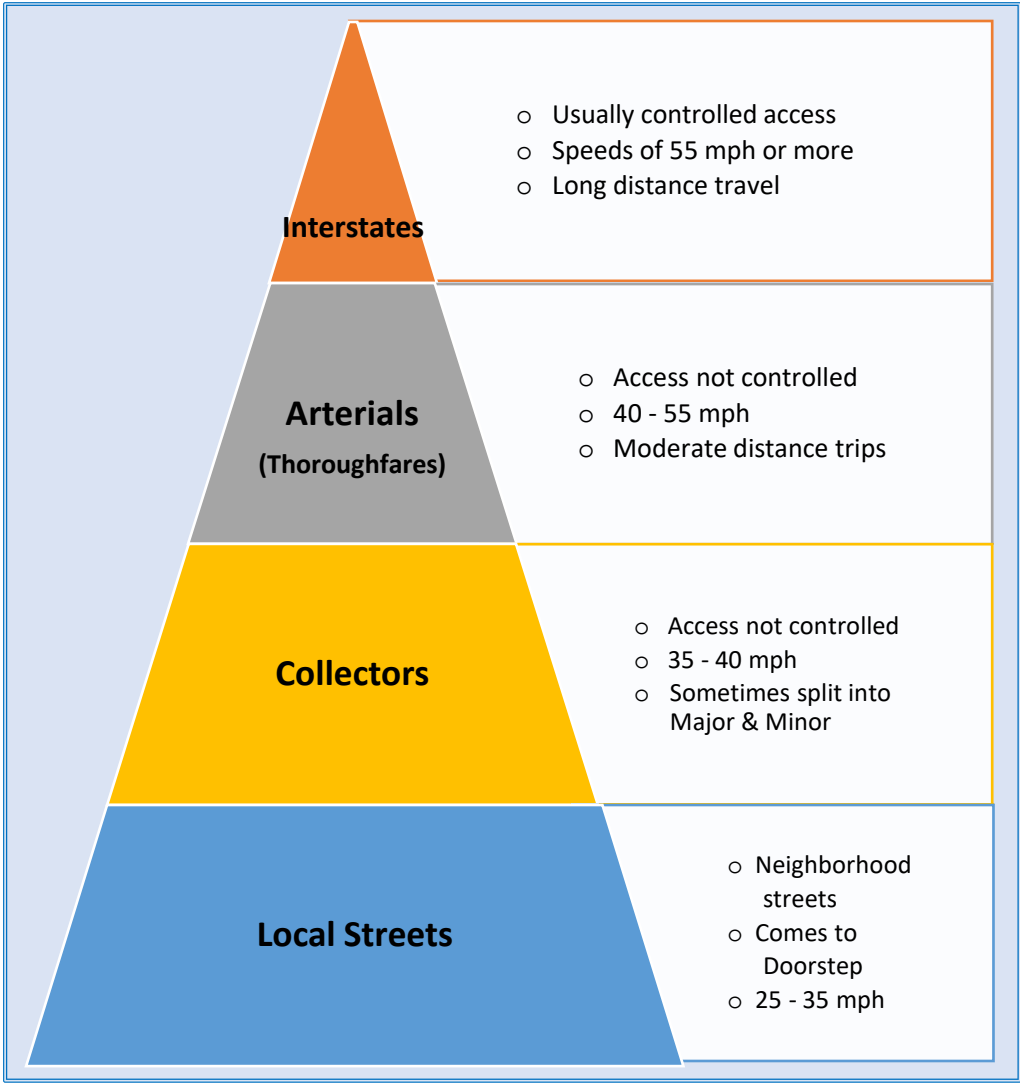 o Usually controlled access
o Speeds of 55 mph or more
o Long distance travel
Interstates
Arterials
(Thoroughfares)
o Access not controlled
o 40 - 55 mph
o Moderate distance trips
Collectors
o Access not controlled
o 35 - 40 mph
o Sometimes split into
Major & Minor
Local Streets
o Neighborhood
streets
o Comes to
Doorstep
o 25 - 35 mph